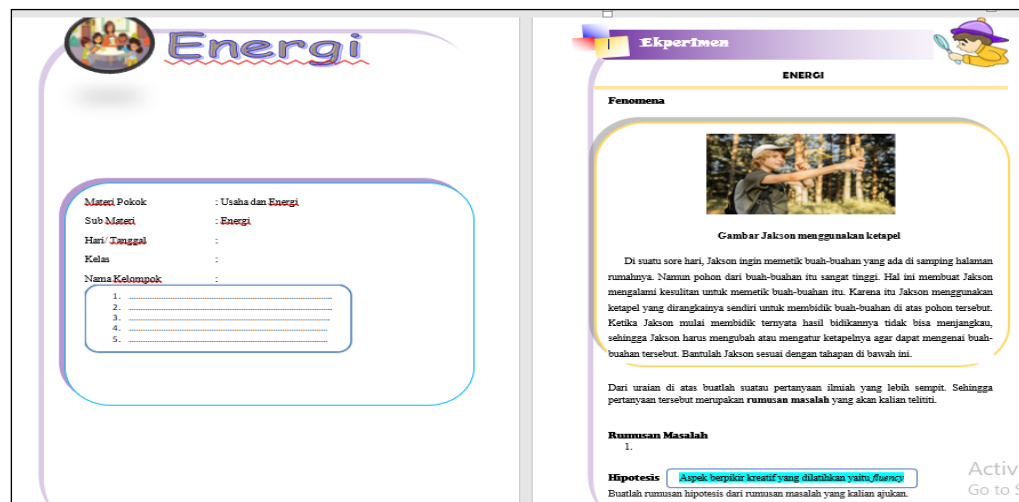 Energi
Materi Pokok : Usaha dan Energi
Sub Materi : Energi
Hari/ Tanggal :
Kelas :
Nama Kelompok :
1. ........................................
2. ........................................
3. ........................................
4. ........................................
5. ........................................
1 Ekperimen
ENERGI
Fenomena
Gambar Jakson menggunakan ketapel
Di suatu sore hari, Jakson ingin memetik buah-buahan yang ada di samping halaman
rumahnya. Namun pohon dari buah-buahan itu sangat tinggi. Hal ini membuat Jakson
mengalami kesulitan untuk memetik buah-buahan itu. Karena itu Jakson menggunakan
ketapel yang dirangkainya sendiri untuk membidik buah-buahan di atas pohon tersebut.
Ketika Jakson mulai membidik ternyata hasil bidikannya tidak bisa menjangkau,
sehingga Jakson harus mengubah atau mengatur ketapelnya agar dapat mengenai buah-
buahan tersebut. Bantulah Jakson sesuai dengan tahapan di bawah ini.
Dari uraian di atas buatlah suatu pertanyaan ilmiah yang lebih sempit. Sehingga
pertanyaan tersebut merupakan rumusan masalah yang akan kalian telititi.
Rumusan Masalah
1.
Hipotesis Aspek berpikir kreatif yang dilatihkan yaitu fluency
Buatlah rumusan hipotesis dari rumusan masalah yang kalian ajukan.
Activ
Go to S